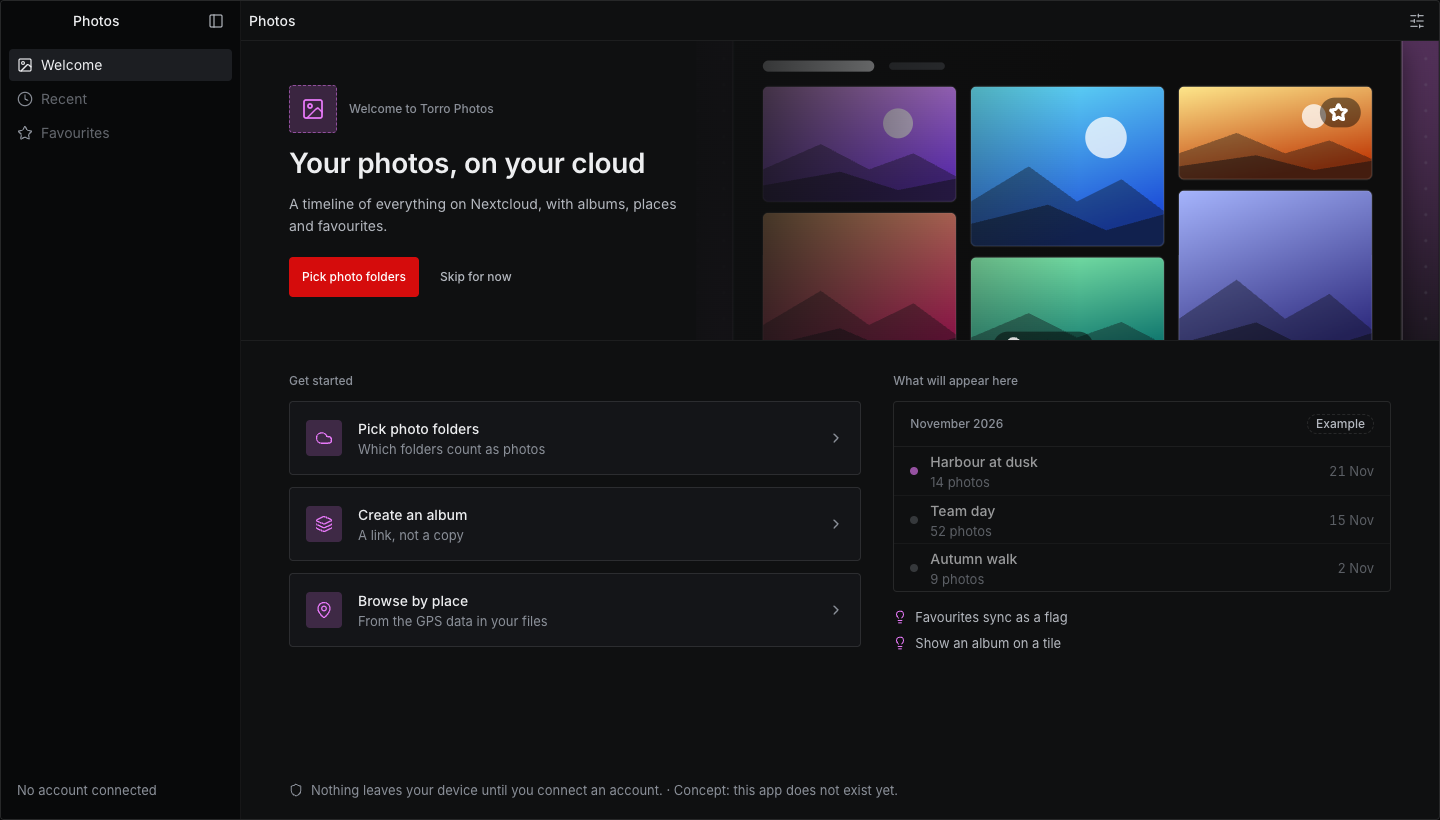 Photos
Photos
Welcome
Recent
Favourites
Welcome to Torro Photos
Your photos, on your cloud
A timeline of everything on Nextcloud, with albums, places
and favourites.
Pick photo folders
Skip for now
Get started
Pick photo folders
Which folders count as photos
Create an album
A link, not a copy
Browse by place
From the GPS data in your files
What will appear here
November 2026
Example
Harbour at dusk
14 photos
21 Nov
Team day
52 photos
15 Nov
Autumn walk
9 photos
2 Nov
Favourites sync as a flag
Show an album on a tile
No account connected
Nothing leaves your device until you connect an account. · Concept: this app does not exist yet.